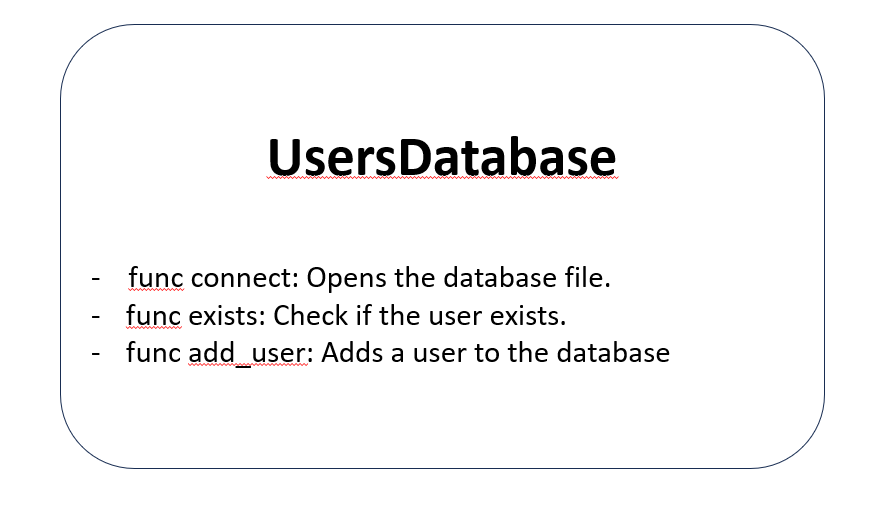 UsersDatabase
- func connect: Opens the database file.
- func exists: Check if the user exists.
- func add_user: Adds a user to the database